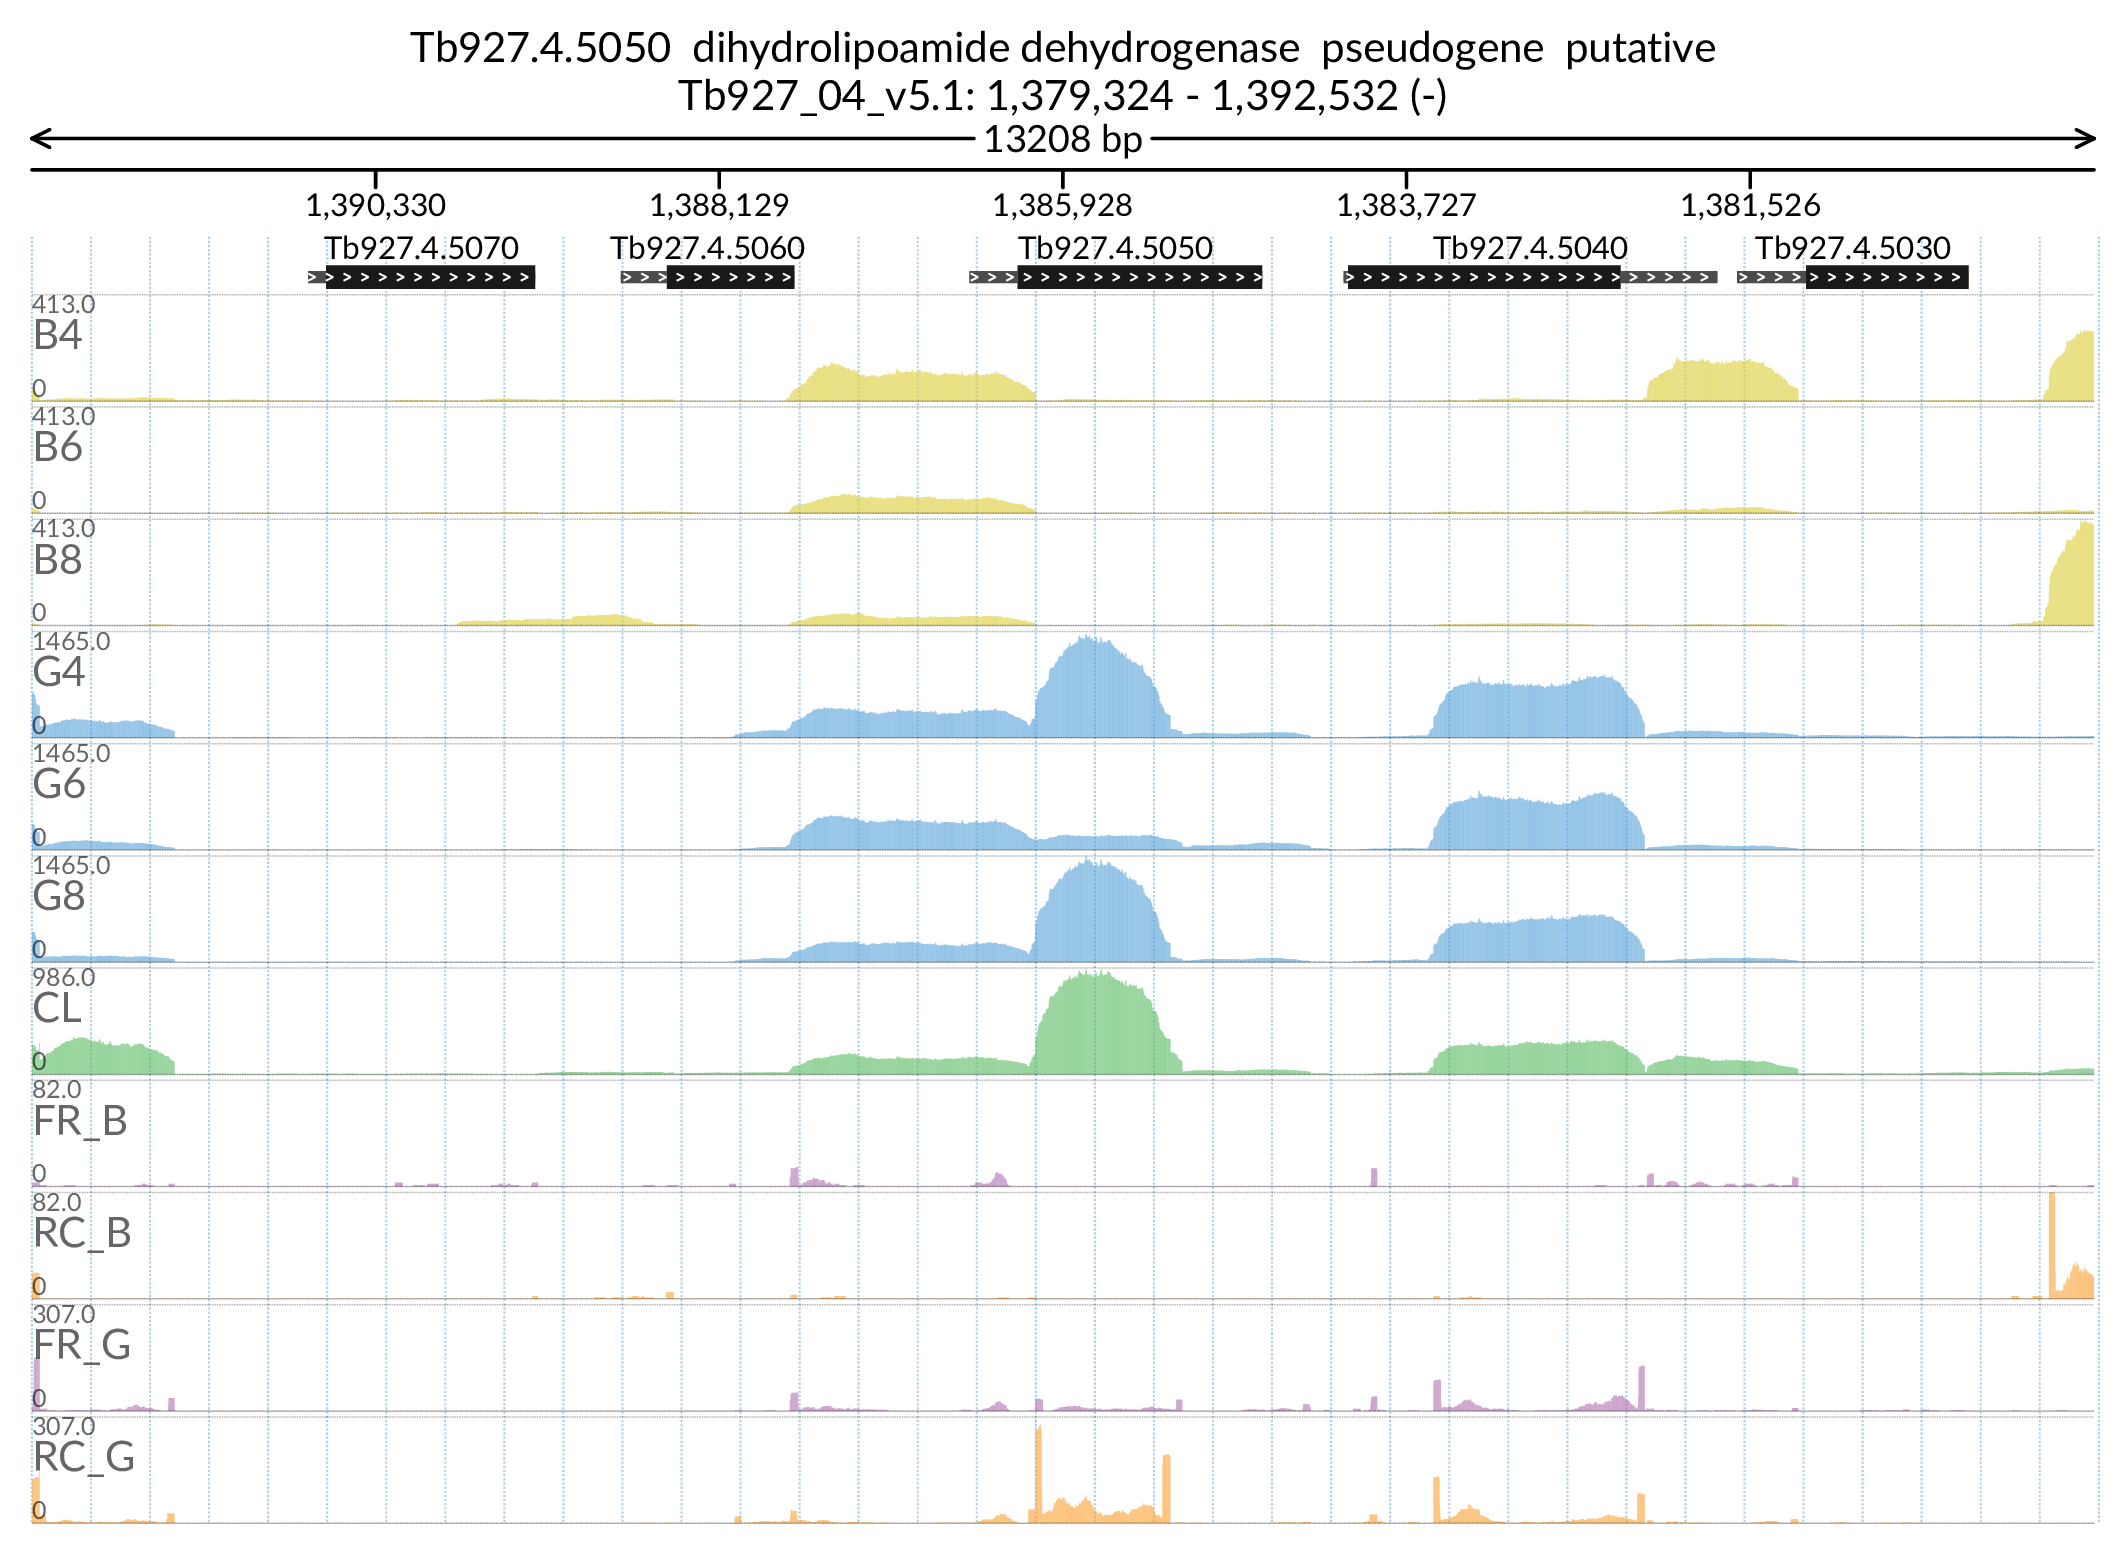 Tb927.4.5050 dihydrolipoamide dehydrogenase pseudogene putative
Tb927_04_v5.1: 1,379,324 - 1,392,532 (-)
13208 bp
1,390,330 1,388,129 1,385,928 1,383,727 1,381,526
Tb927.4.5070 Tb927.4.5060 Tb927.4.5050 Tb927.4.5040 Tb927.4.5030
413.0
B4
0
413.0
B6
0
413.0
B8
0
1465.0
G4
0
1465.0
G6
0
1465.0
G8
0
986.0
CL
0
82.0
FR_B
0
82.0
RC_B
0
307.0
FR_G
0
307.0
RC_G
0